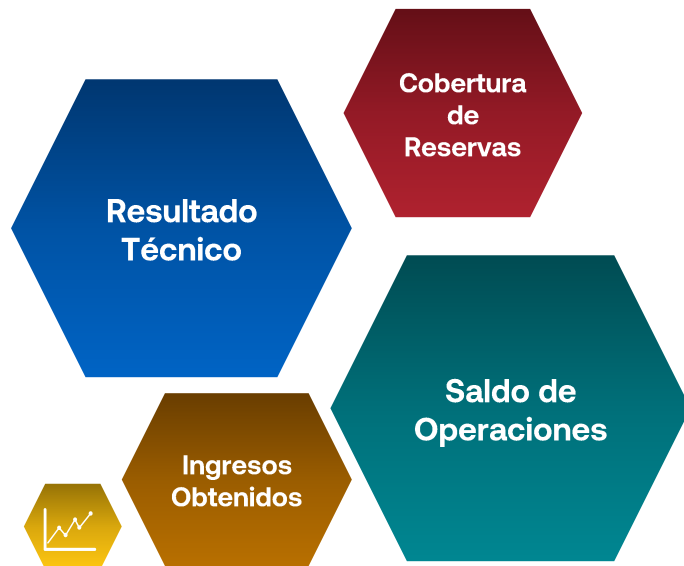 Cobertura
de
Reservas
Resultado
Técnico
Saldo de
Operaciones
Ingresos
Obtenidos